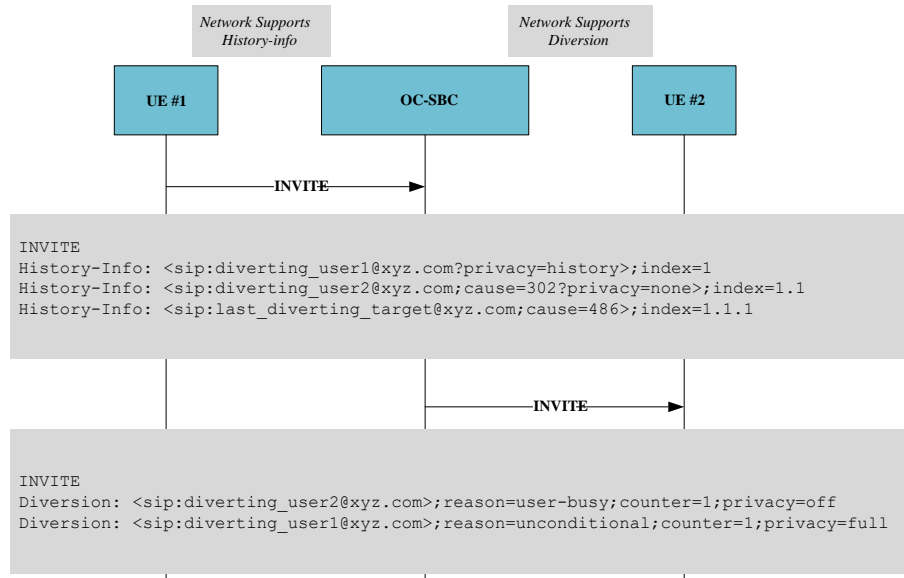 Network Supports
History-info
Network Supports
Diversion
UE #1
OC-SBC
UE #2
INVITE
INVITE
History-Info: <sip:diverting_user1@xyz.com?privacy=history>;index=1
History-Info: <sip:diverting_user2@xyz.com;cause=302?privacy=none>;index=1.1
History-Info: <sip:last_diverting_target@xyz.com;cause=486>;index=1.1.1
INVITE
INVITE
Diversion: <sip:diverting_user2@xyz.com>;reason=user-busy;counter=1;privacy=off
Diversion: <sip:diverting_user1@xyz.com>;reason=unconditional;counter=1;privacy=full